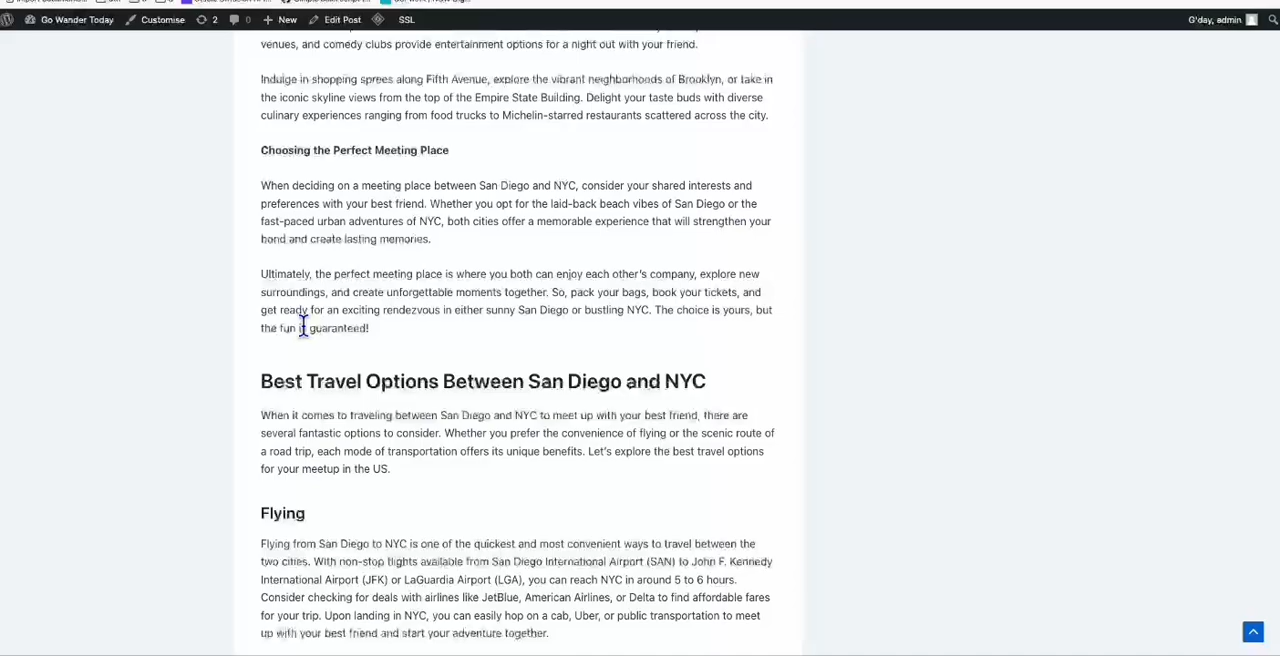 Go Wander Today Customise 2 0 New Edit Post SSL G'day, admin
venues, and comedy clubs provide entertainment options for a night out with your friend.
Indulge in shopping sprees along Fifth Avenue, explore the vibrant neighborhoods of Brooklyn, or take in
the iconic skyline views from the top of the Empire State Building. Delight your taste buds with diverse
culinary experiences ranging from food trucks to Michelin-starred restaurants scattered across the city.
Choosing the Perfect Meeting Place
When deciding on a meeting place between San Diego and NYC, consider your shared interests and
preferences with your best friend. Whether you opt for the laid-back beach vibes of San Diego or the
fast-paced urban adventures of NYC, both cities offer a memorable experience that will strengthen your
bond and create lasting memories.
Ultimately, the perfect meeting place is where you both can enjoy each other's company, explore new
surroundings, and create unforgettable moments together. So, pack your bags, book your tickets, and
get ready for an exciting rendezvous in either sunny San Diego or bustling NYC. The choice is yours, but
the fun is guaranteed!
Best Travel Options Between San Diego and NYC
When it comes to traveling between San Diego and NYC to meet up with your best friend, there are
several fantastic options to consider. Whether you prefer the convenience of flying or the scenic route of
a road trip, each mode of transportation offers its unique benefits. Let's explore the best travel options
for your meetup in the US.
Flying
Flying from San Diego to NYC is one of the quickest and most convenient ways to travel between the
two cities. With non-stop flights available from San Diego International Airport (SAN) to John F. Kennedy
International Airport (JFK) or LaGuardia Airport (LGA), you can reach NYC in around 5 to 6 hours.
Consider checking for deals with airlines like JetBlue, American Airlines, or Delta to find affordable fares
for your trip. Upon landing in NYC, you can easily hop on a cab, Uber, or public transportation to meet
up with your best friend and start your adventure together.